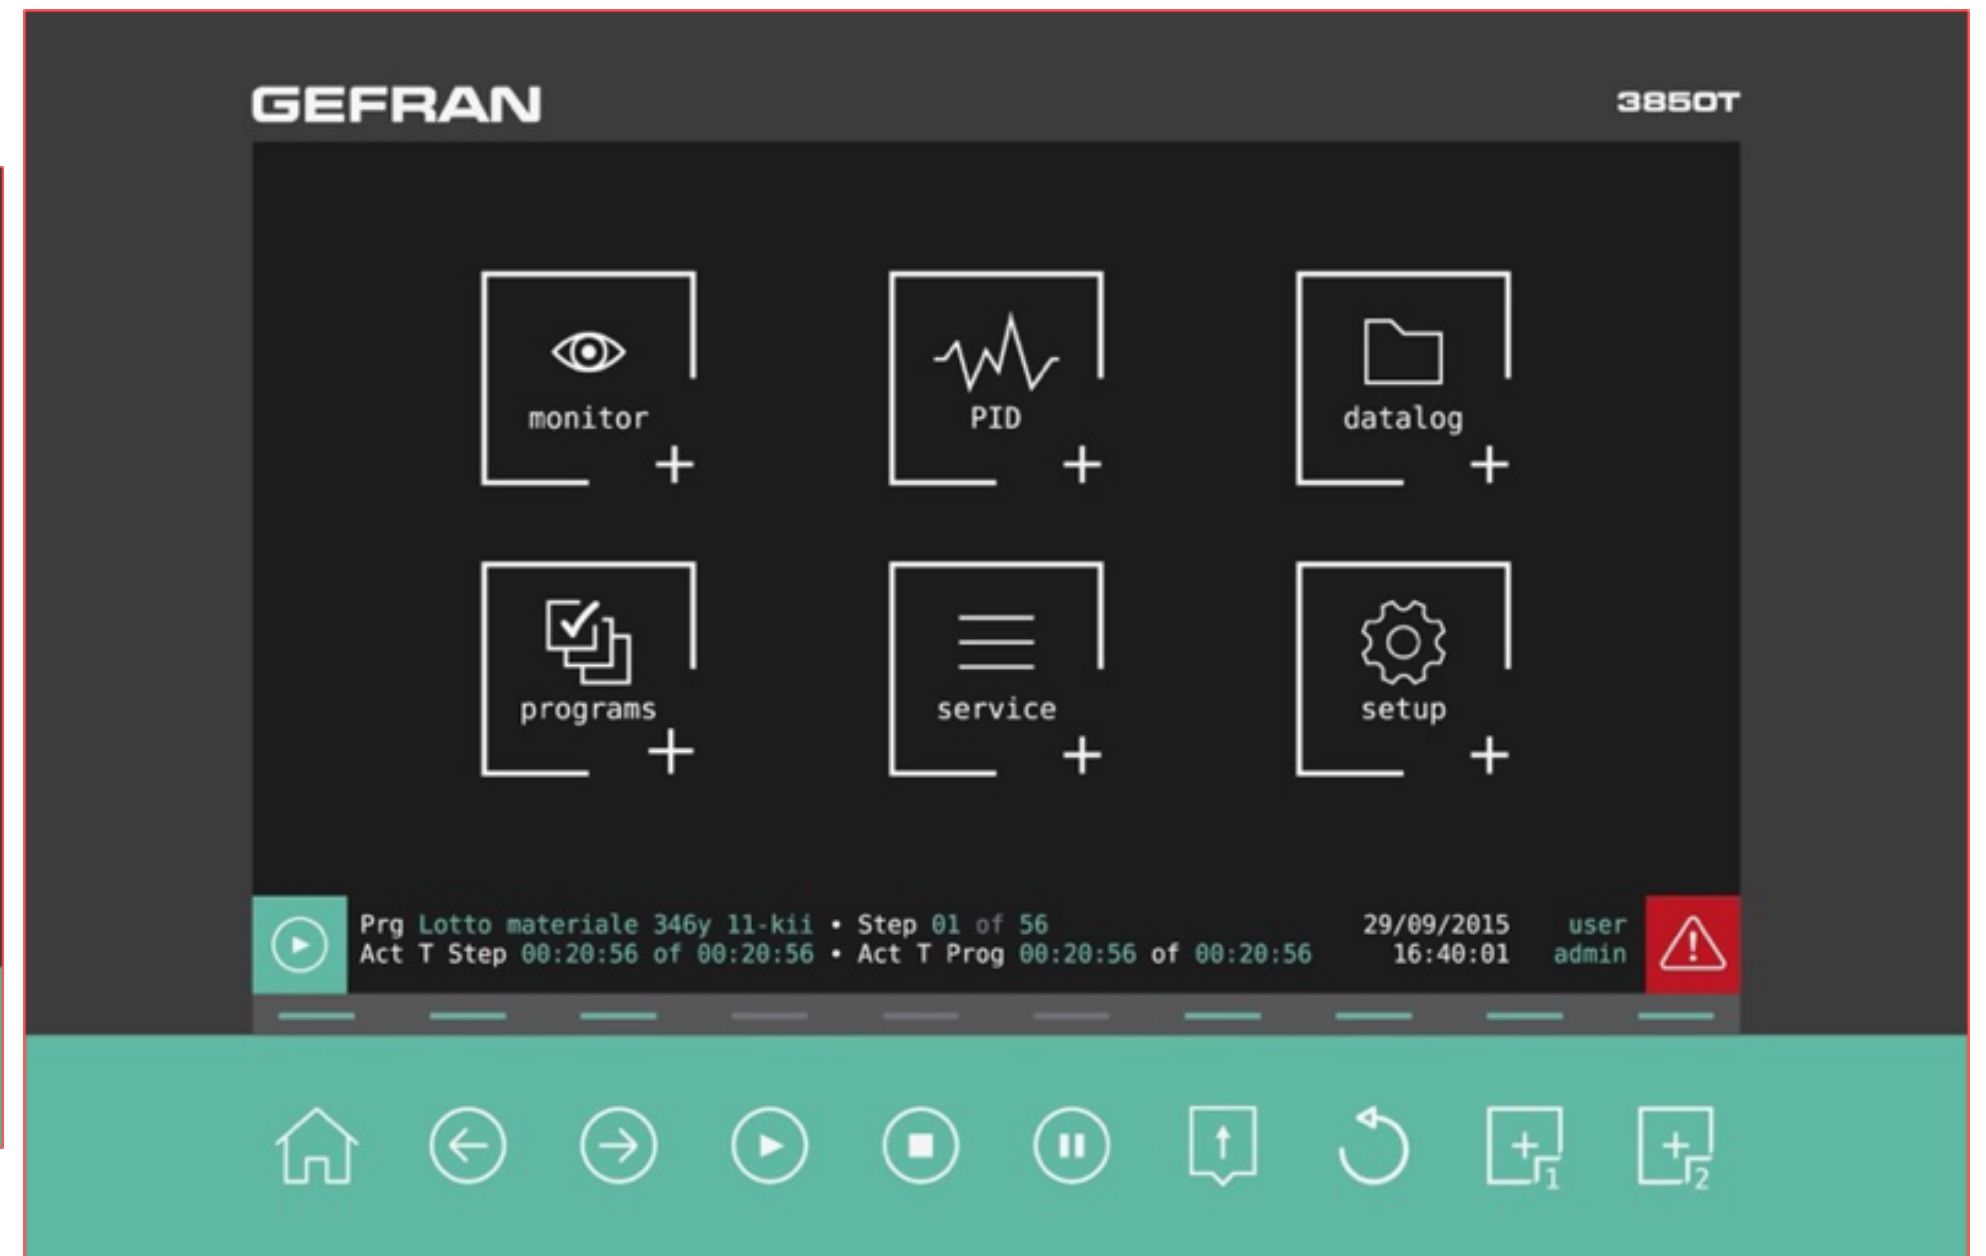 GEFRAN
3850T
monitor
PID
datalog
programs
service
setup
Prg Lotto materiale 346y 11-kii • Step 01 of 56
Act T Step 00:20:56 of 00:20:56 • Act T Prog 00:20:56 of 00:20:56
29/09/2015
16:40:01
user
admin
1
2